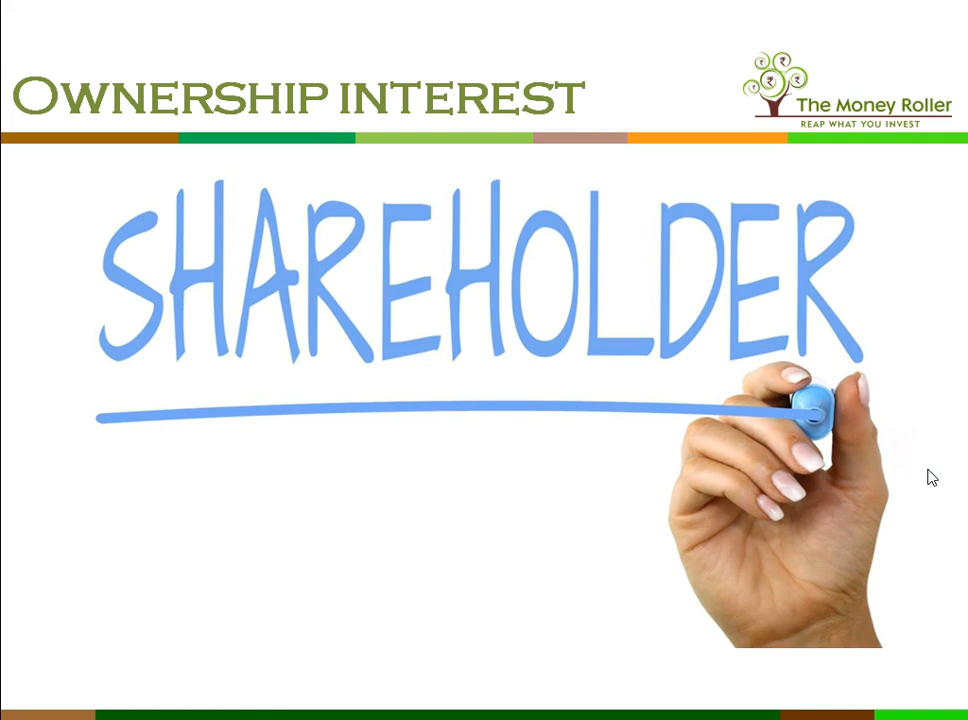 Ownership interest
The Money Roller
REAP WHAT YOU INVEST
SHAREHOLDER